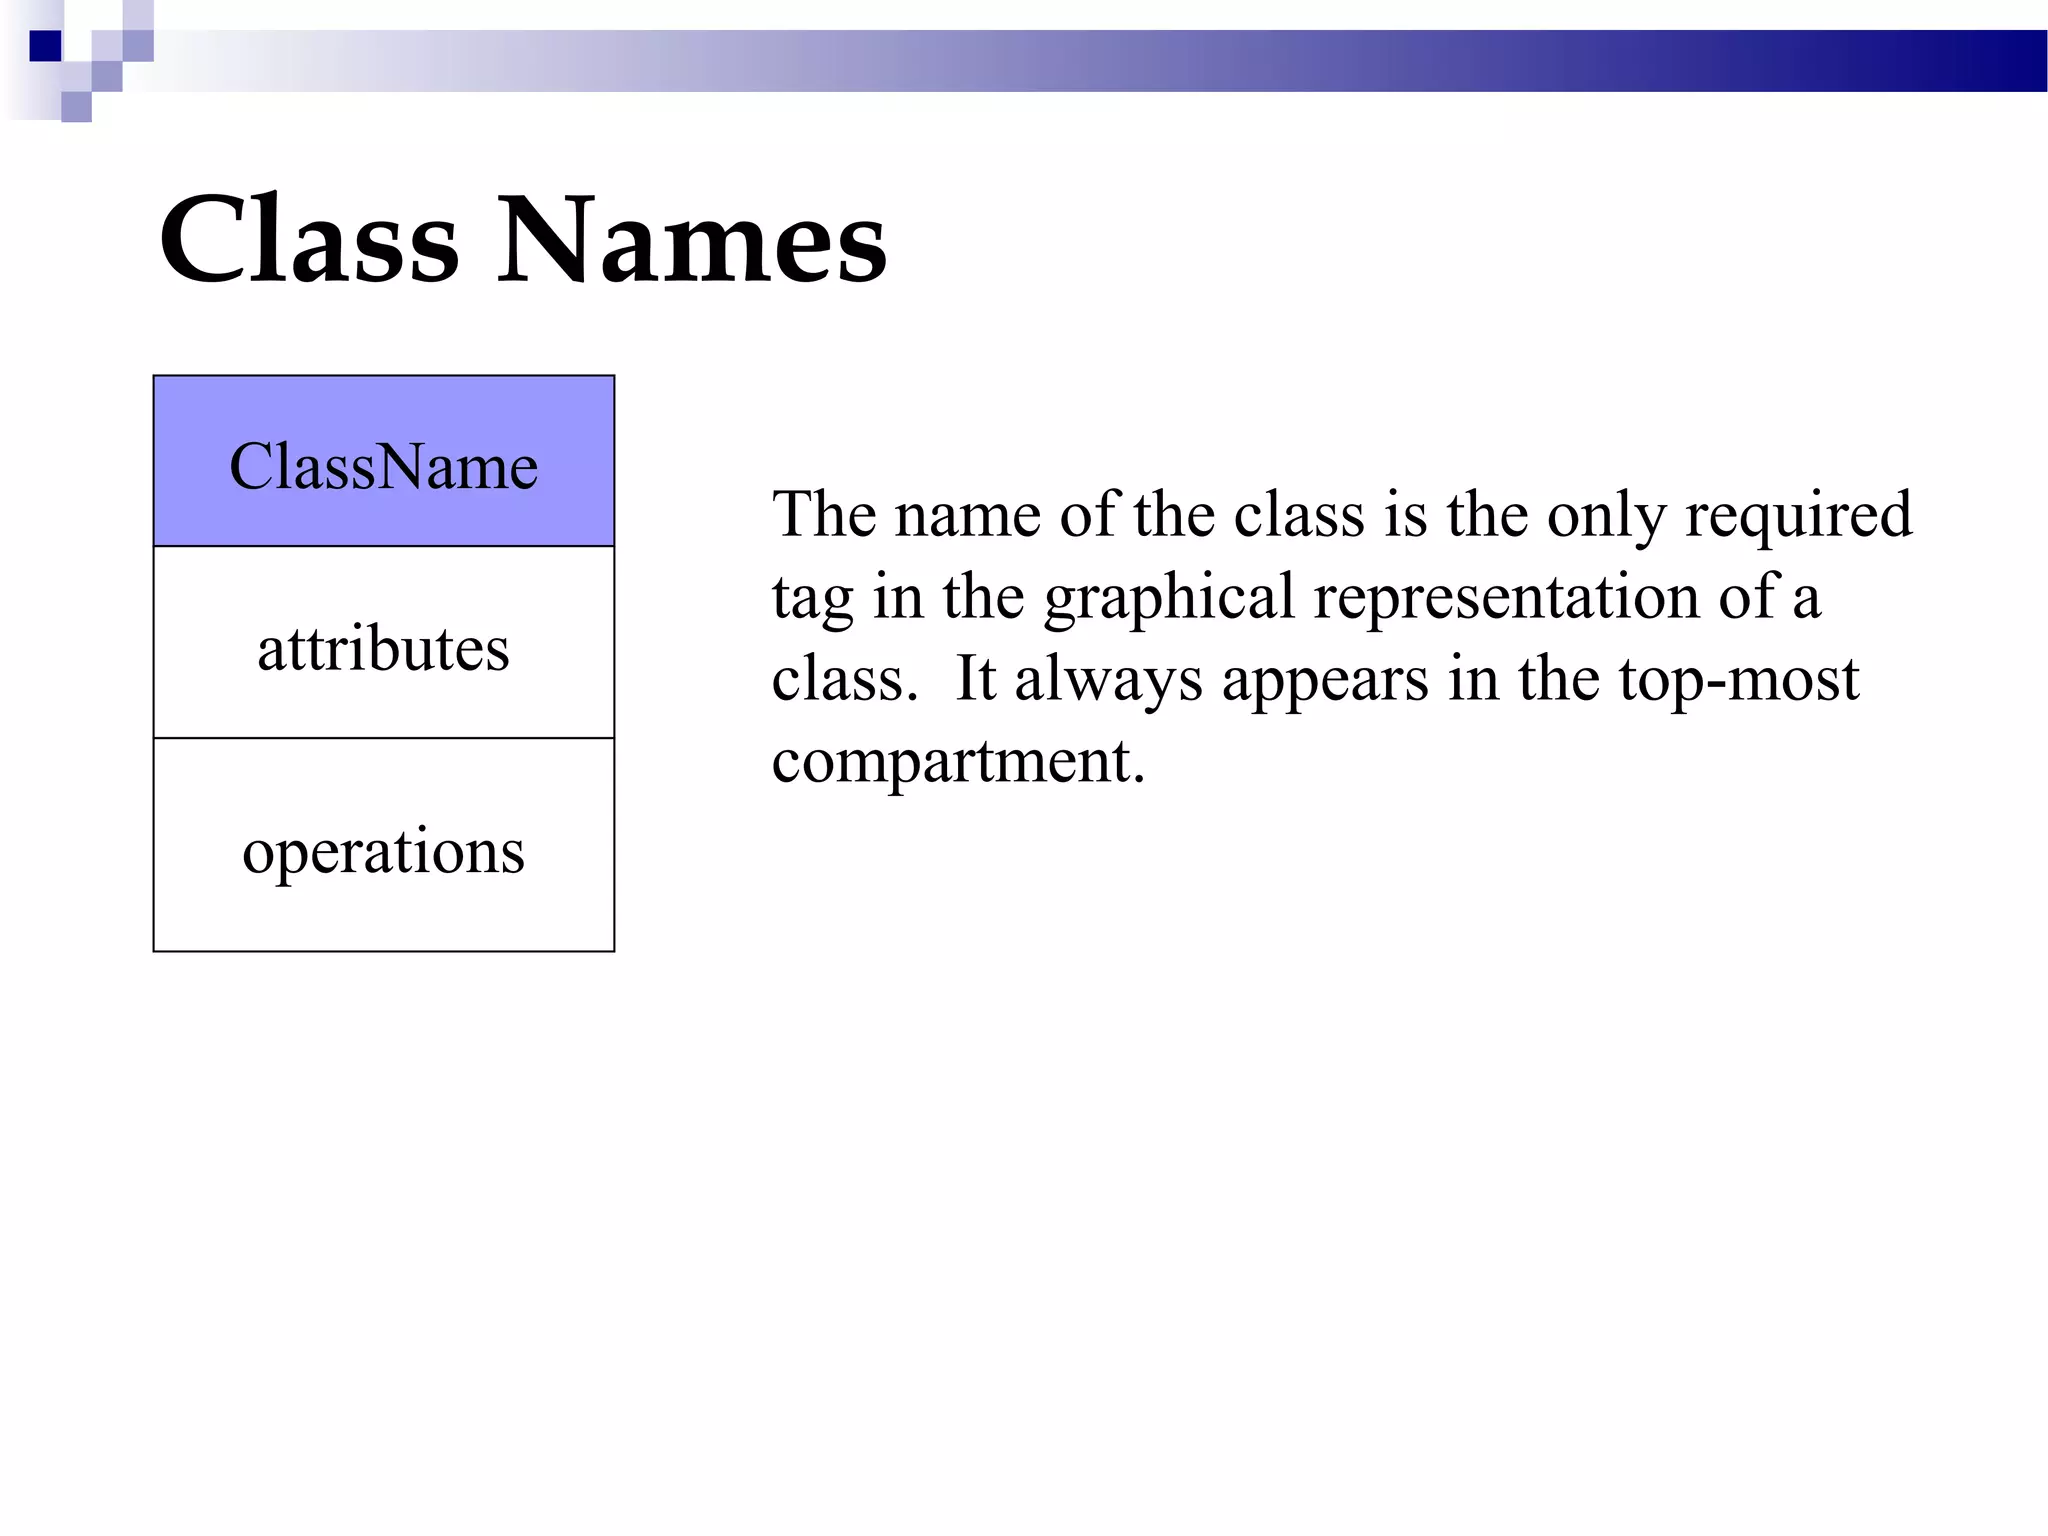 Class Names
ClassName
attributes
operations
The name of the class is the only required
tag in the graphical representation of a
class.  It always appears in the top-most
compartment.